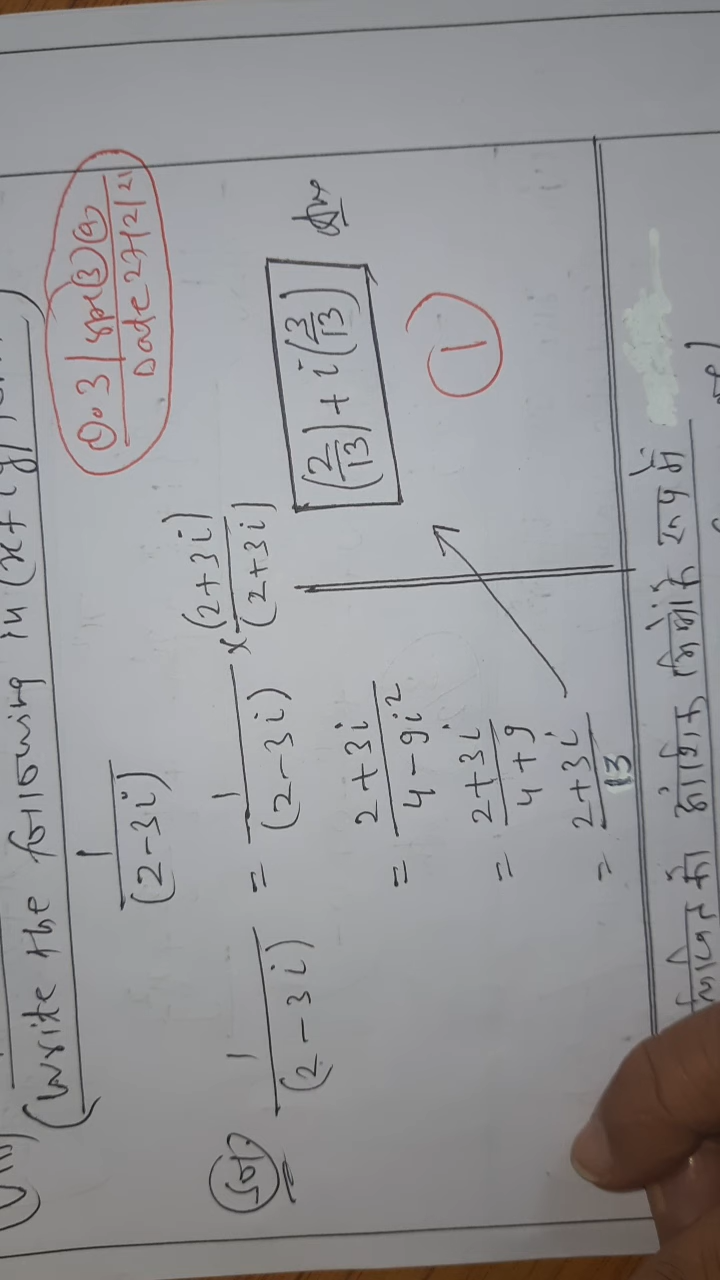 (Write the following in (x+iy) form
Q.3
Date 27/2/21
1/(2-3i)
Sol. 1/(2-3i) = 1/(2-3i) × (2+3i)/(2+3i)
= 2+3i/4-9i²
= 2+3i/4+9
= 2+3i/13
(2/13) + i(3/13) Ans
1
को आंशिक भिन्नों के रूप में